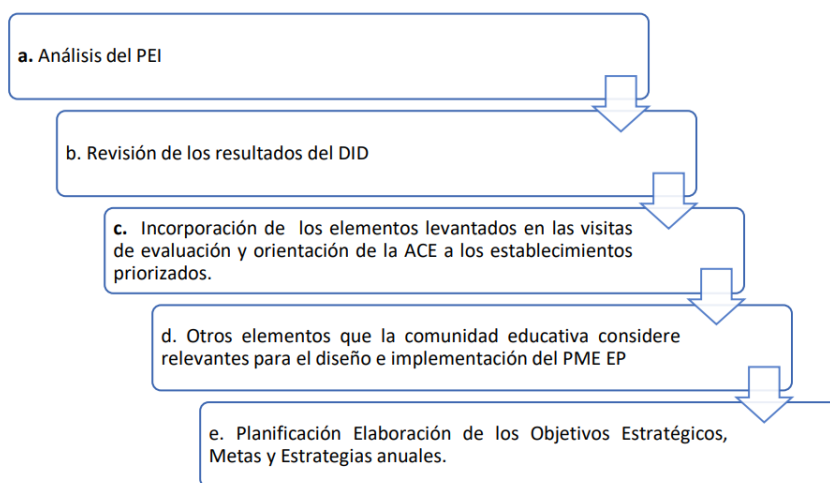 a. Análisis del PEI
b. Revisión de los resultados del DID
c. Incorporación de los elementos levantados en las visitas
de evaluación y orientación de la ACE a los establecimientos
priorizados.
d. Otros elementos que la comunidad educativa considere
relevantes para el diseño e implementación del PME EP
e. Planificación Elaboración de los Objetivos Estratégicos,
Metas y Estrategias anuales.